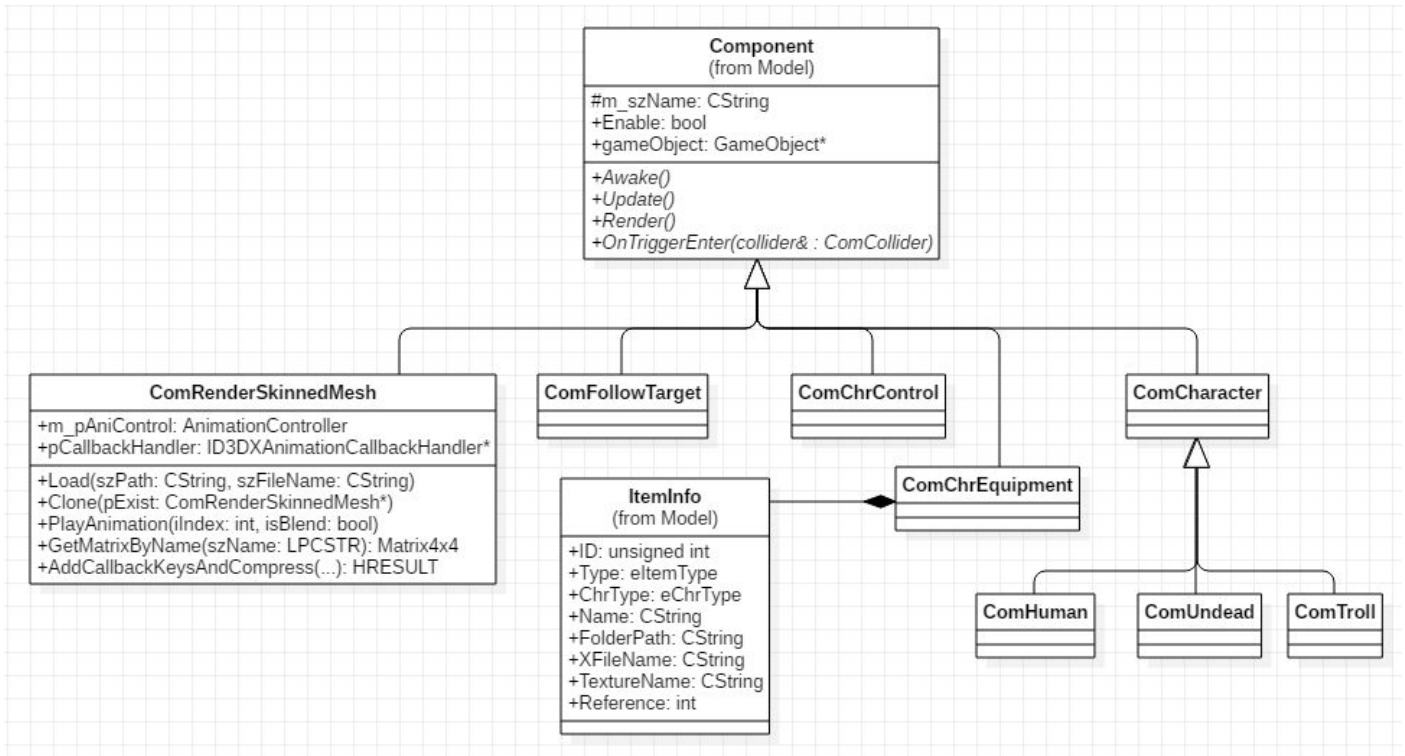 Component
(from Model)
#m_szName: CString
+Enable: bool
+gameObject: GameObject*
+Awake()
+Update()
+Render()
+OnTriggerEnter(collider& : ComCollider)
ComRenderSkinnedMesh
+m_pAniControl: AnimationController
+pCallbackHandler: ID3DXAnimationCallbackHandler*
+Load(szPath: CString, szFileName: CString)
+Clone(pExist: ComRenderSkinnedMesh*)
+PlayAnimation(iIndex: int, isBlend: bool)
+GetMatrixByName(szName: LPCSTR): Matrix4x4
+AddCallbackKeysAndCompress(...): HRESULT
ComFollowTarget
ComChrControl
ComCharacter
ComChrEquipment
ItemInfo
(from Model)
+ID: unsigned int
+Type: eItemType
+ChrType: eChrType
+Name: CString
+FolderPath: CString
+XFileName: CString
+TextureName: CString
+Reference: int
ComHuman
ComUndead
ComTroll